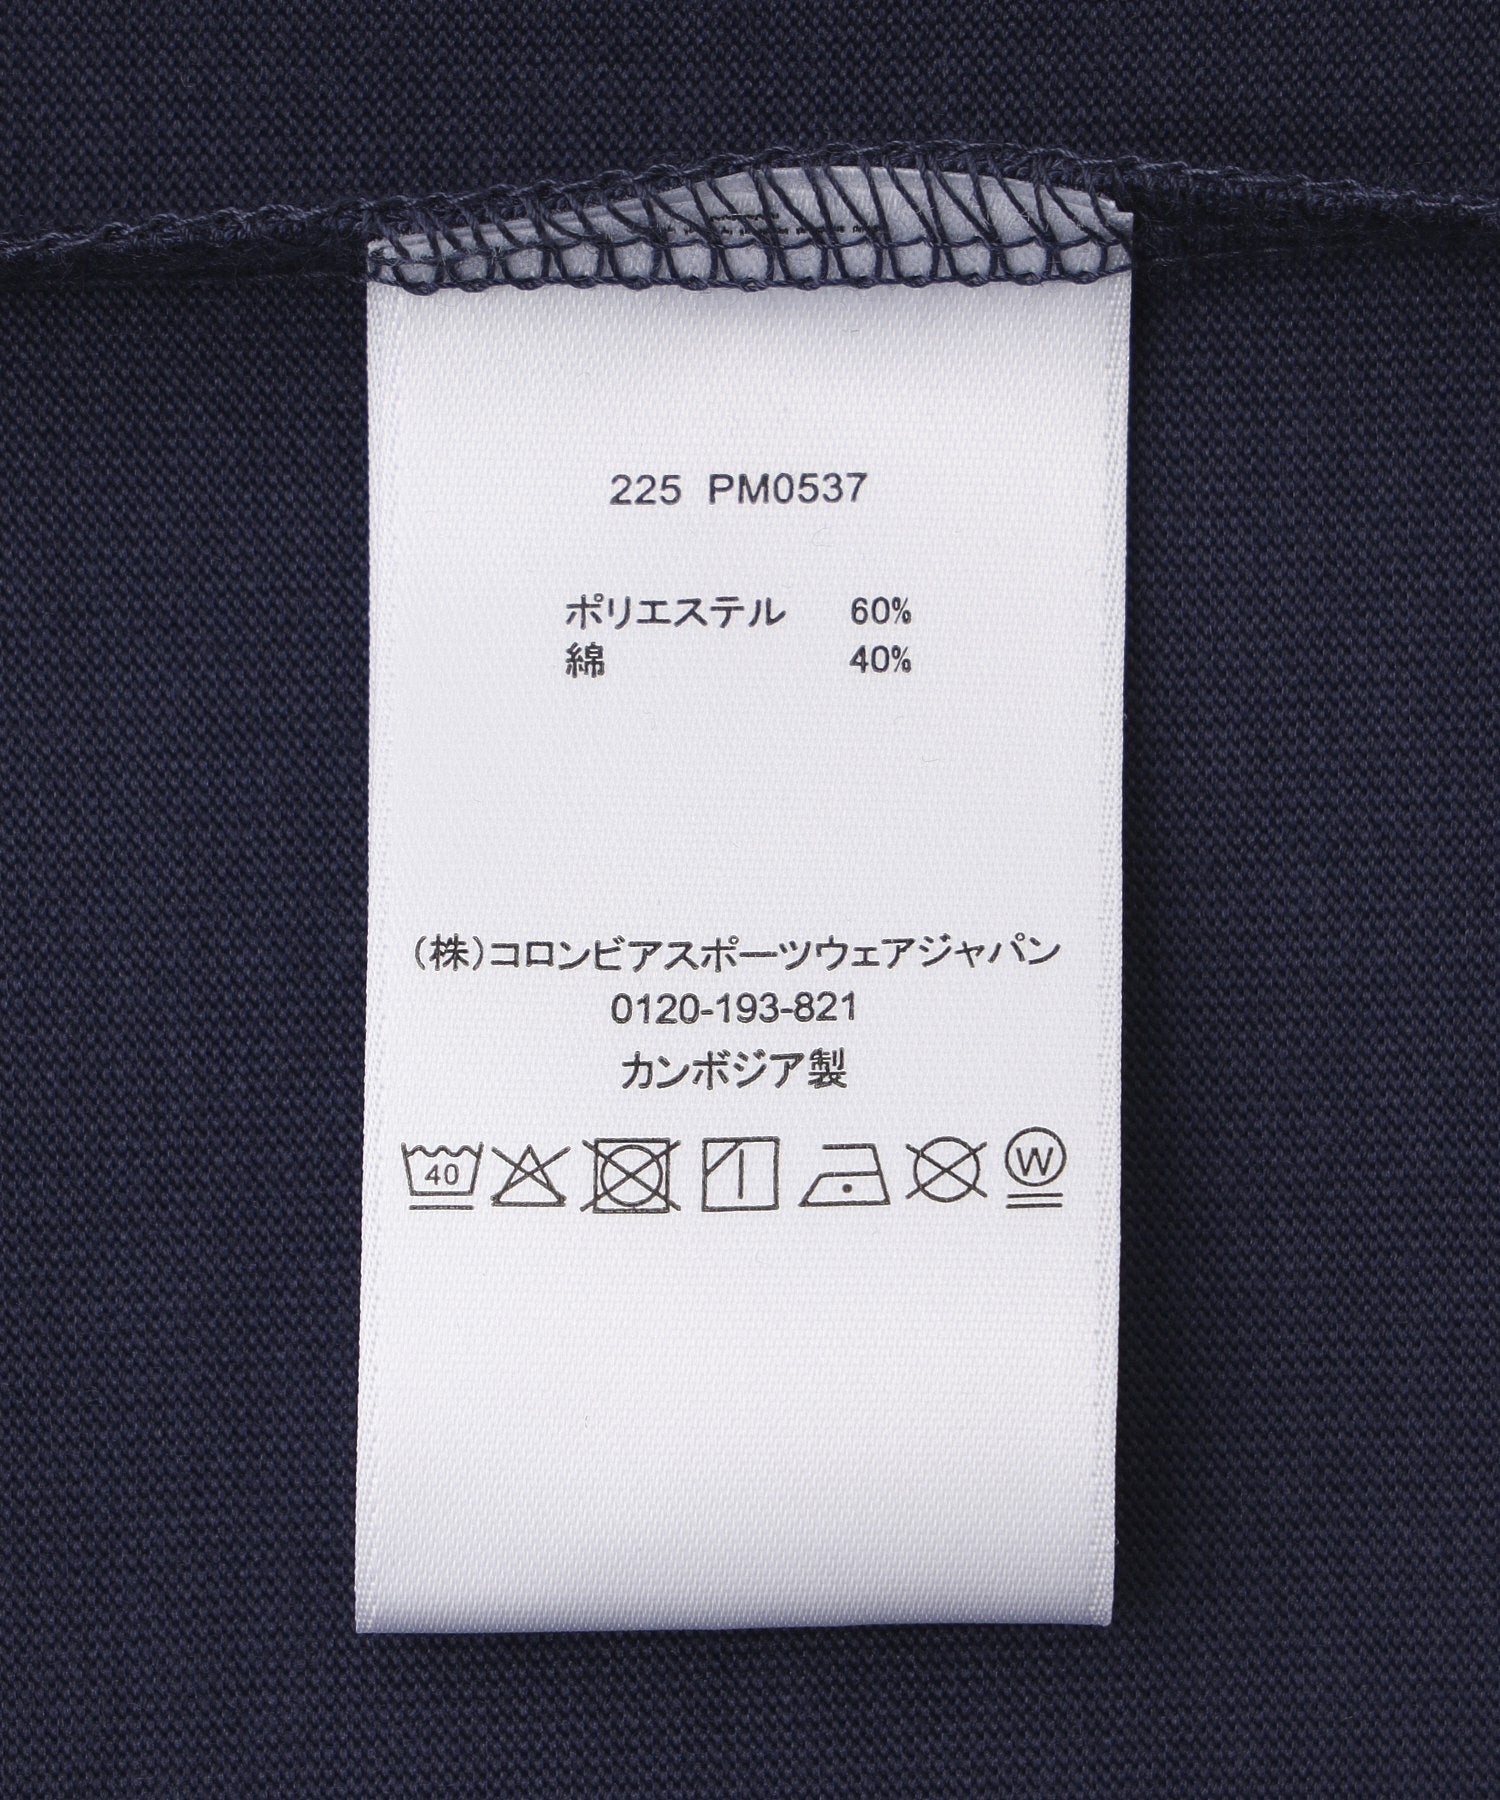 225 PM0537
ポリエステル 60%
綿 40%
(株)コロンビアスポーツウェアジャパン
0120-193-821
カンボジア製
40 W